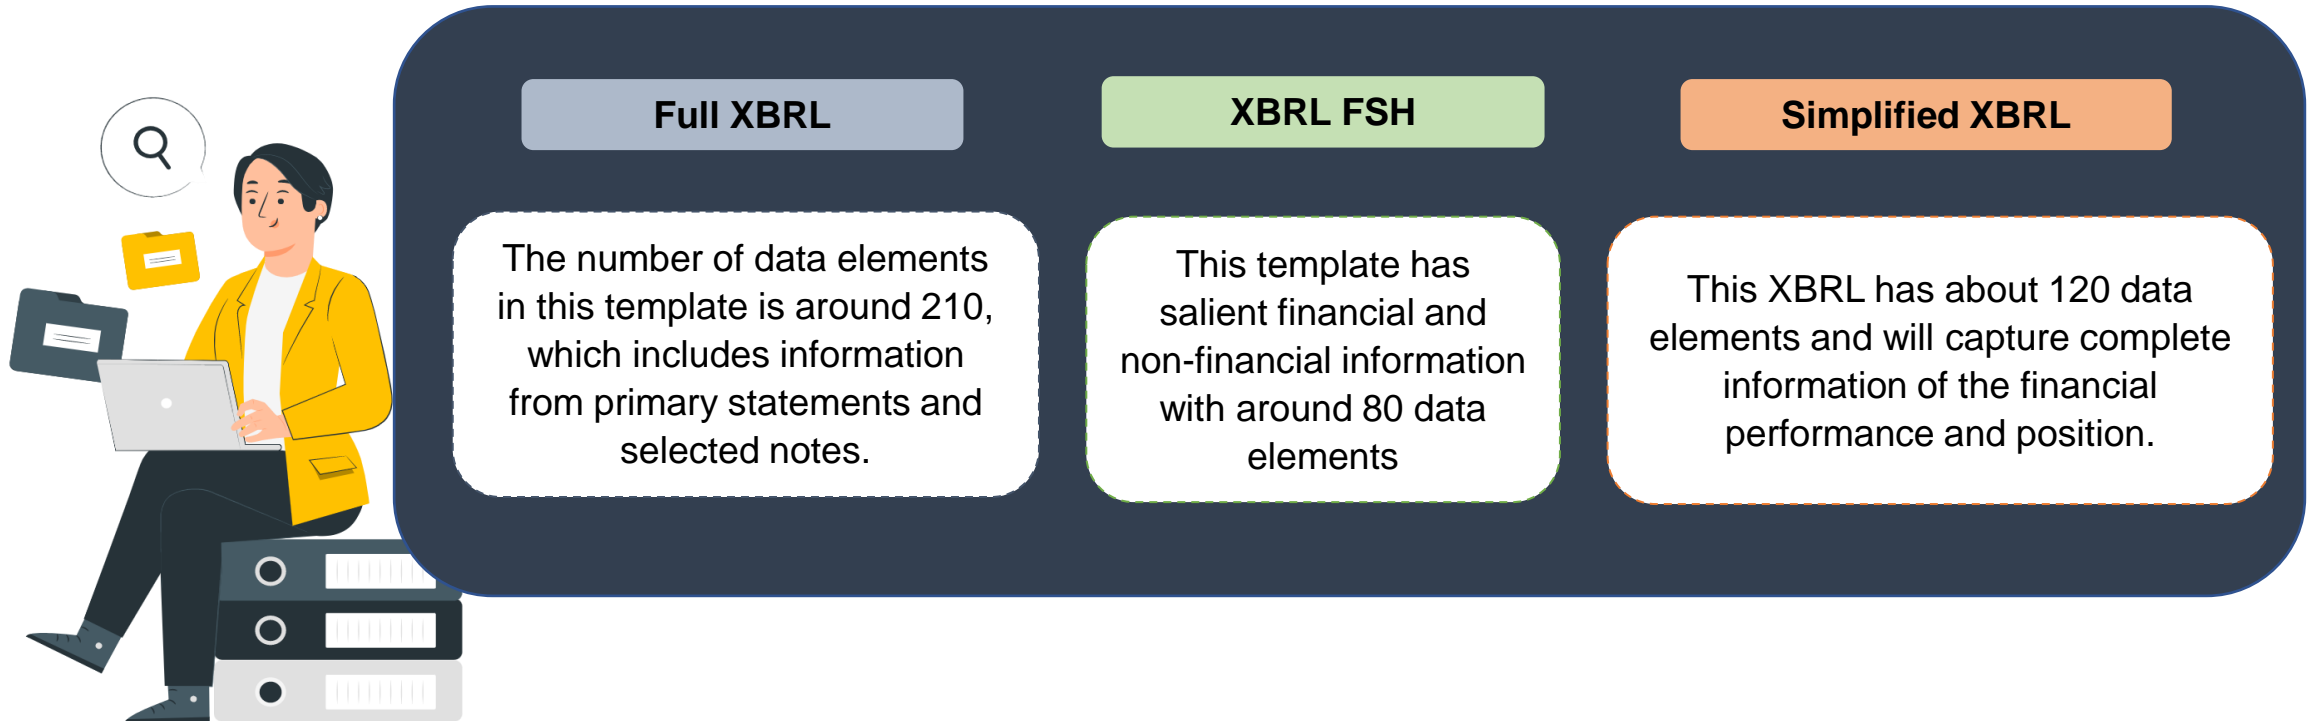 Full XBRL
The number of data elements
in this template is around 210,
which includes information
from primary statements and
selected notes.
XBRL FSH
This template has
salient financial and
non-financial information
with around 80 data
elements
Simplified XBRL
This XBRL has about 120 data
elements and will capture complete
information of the financial
performance and position.